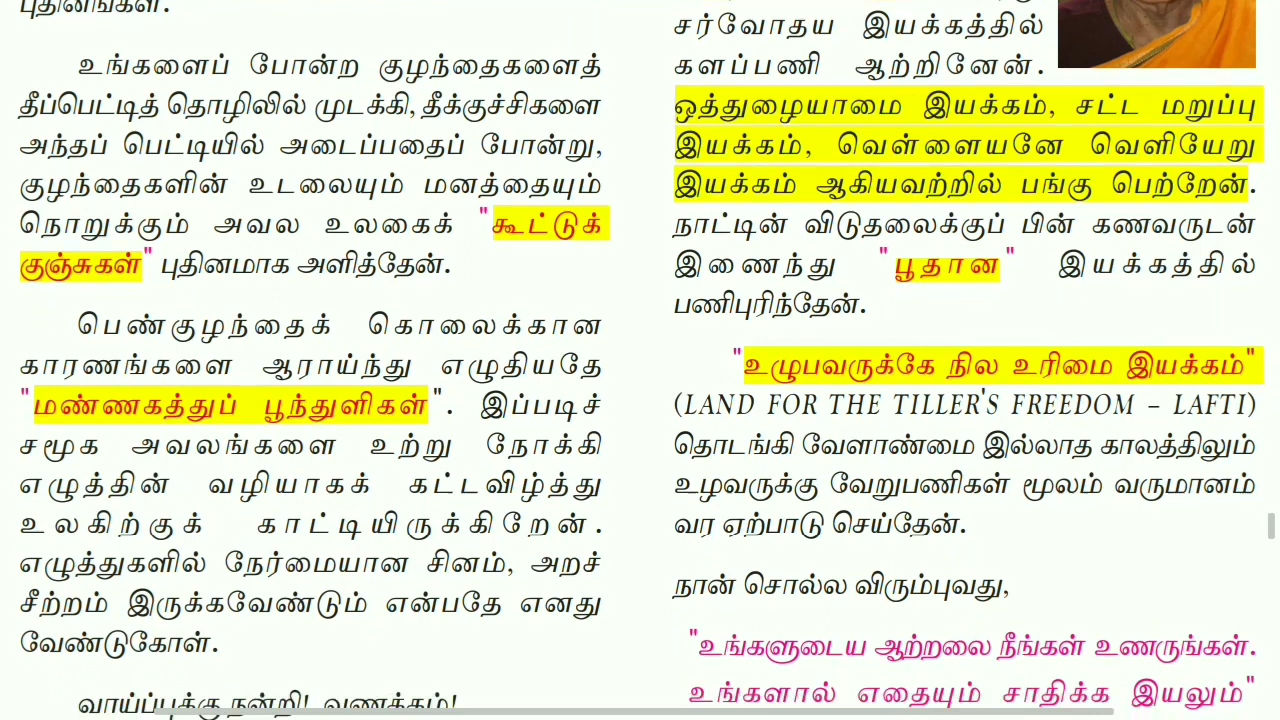 புதினங்கள்.
உங்களைப் போன்ற குழந்தைகளைத்
தீப்பெட்டித் தொழிலில் முடக்கி, தீக்குச்சிகளை
அந்தப் பெட்டியில் அடைப்பதைப் போன்று,
குழந்தைகளின் உடலையும் மனத்தையும்
நொறுக்கும் அவல உலகைக் "கூட்டுக்
குஞ்சுகள்" புதினமாக அளித்தேன்.
பெண்குழந்தைக் கொலைக்கான
காரணங்களை ஆராய்ந்து எழுதியதே
"மண்ணகத்துப் பூந்துளிகள்". இப்படிச்
சமூக அவலங்களை உற்று நோக்கி
எழுத்தின் வழியாகக் கட்டவிழ்த்து
உலகிற்குக் காட்டியிருக்கிறேன்.
எழுத்துகளில் நேர்மையான சினம், அறச்
சீற்றம் இருக்கவேண்டும் என்பதே எனது
வேண்டுகோள்.
வாய்ப்புக்கு நன்றி! வணக்கம்!
சர்வோதய இயக்கத்தில்
களப்பணி ஆற்றினேன்.
ஒத்துழையாமை இயக்கம், சட்ட மறுப்பு
இயக்கம், வெள்ளையனே வெளியேறு
இயக்கம் ஆகியவற்றில் பங்கு பெற்றேன்.
நாட்டின் விடுதலைக்குப் பின் கணவருடன்
இணைந்து "பூதான" இயக்கத்தில்
பணிபுரிந்தேன்.
"உழுபவருக்கே நில உரிமை இயக்கம்"
(LAND FOR THE TILLER'S FREEDOM – LAFTI)
தொடங்கி வேளாண்மை இல்லாத காலத்திலும்
உழவருக்கு வேறுபணிகள் மூலம் வருமானம்
வர ஏற்பாடு செய்தேன்.
நான் சொல்ல விரும்புவது,
"உங்களுடைய ஆற்றலை நீங்கள் உணருங்கள்.
உங்களால் எதையும் சாதிக்க இயலும்"